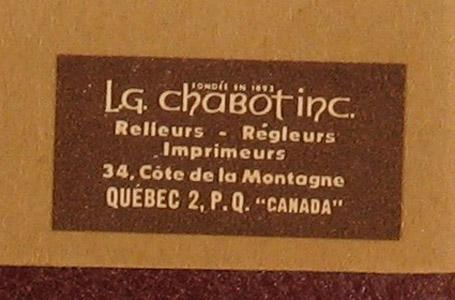 FONDÉE EN 1893
L.G. Chabot inc.
Relieurs - Régleurs
Imprimeurs
34, Côte de la Montagne
QUÉBEC 2, P.Q. "CANADA"